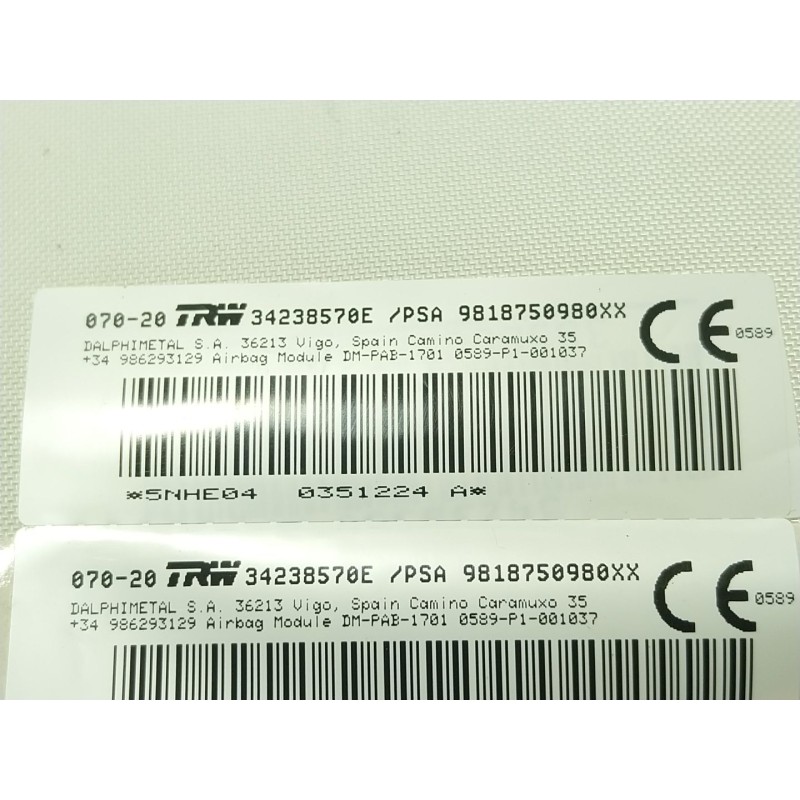 070-20 TRW 34238570E /PSA 9818750980XX CE 0589
DALPHIMETAL S.A. 36213 Vigo, Spain Camino Caramuxo 35
+34 986293129 Airbag Module DM-PAB-1701 0589-P1-001037
*5NHE04 0351224 A*
070-20 TRW 34238570E /PSA 9818750980XX CE 0589
DALPHIMETAL S.A. 36213 Vigo, Spain Camino Caramuxo 35
+34 986293129 Airbag Module DM-PAB-1701 0589-P1-001037